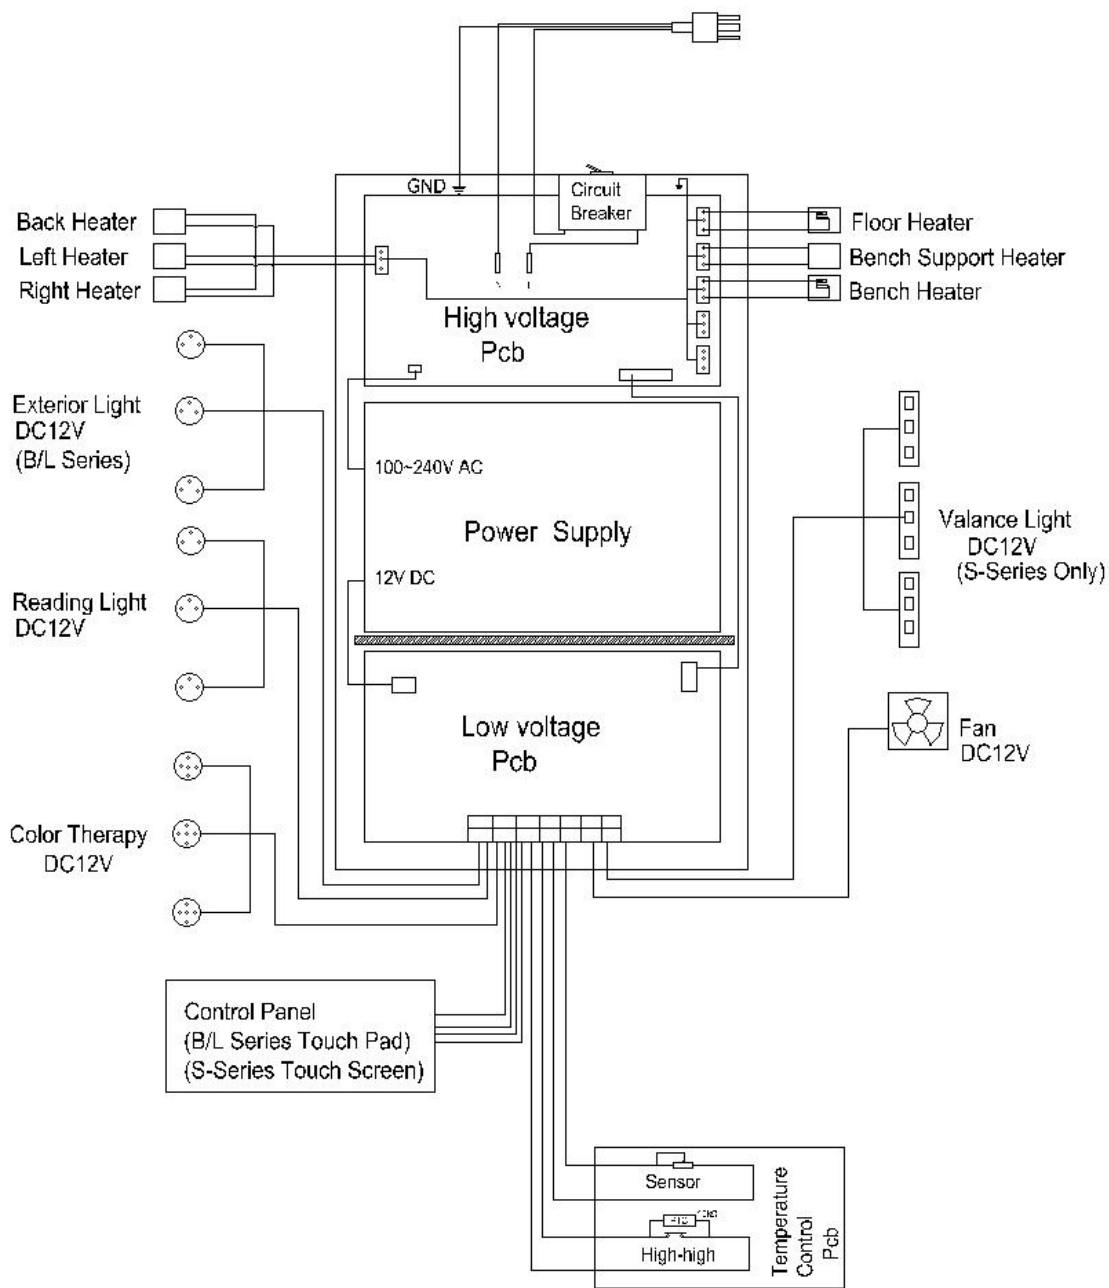 GND
Circuit
Breaker
Back Heater
Left Heater
Right Heater
Floor Heater
Bench Support Heater
Bench Heater
High voltage
Pcb
Exterior Light
DC12V
(B/L Series)
100~240V AC
Power Supply
12V DC
Valance Light
DC12V
(S-Series Only)
Reading Light
DC12V
Low voltage
Pcb
Fan
DC12V
Color Therapy
DC12V
Control Panel
(B/L Series Touch Pad)
(S-Series Touch Screen)
Sensor
PTC
High-high
Temperature
Control
Pcb